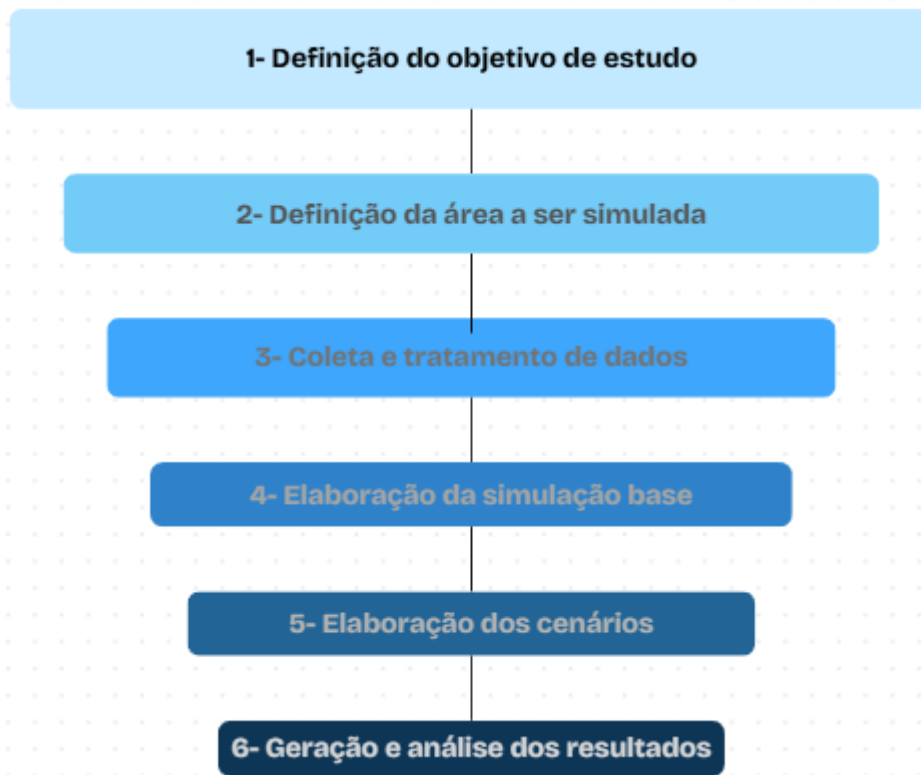 1- Definição do objetivo de estudo
2- Definição da área a ser simulada
3- Coleta e tratamento de dados
4- Elaboração da simulação base
5- Elaboração dos cenários
6- Geração e análise dos resultados